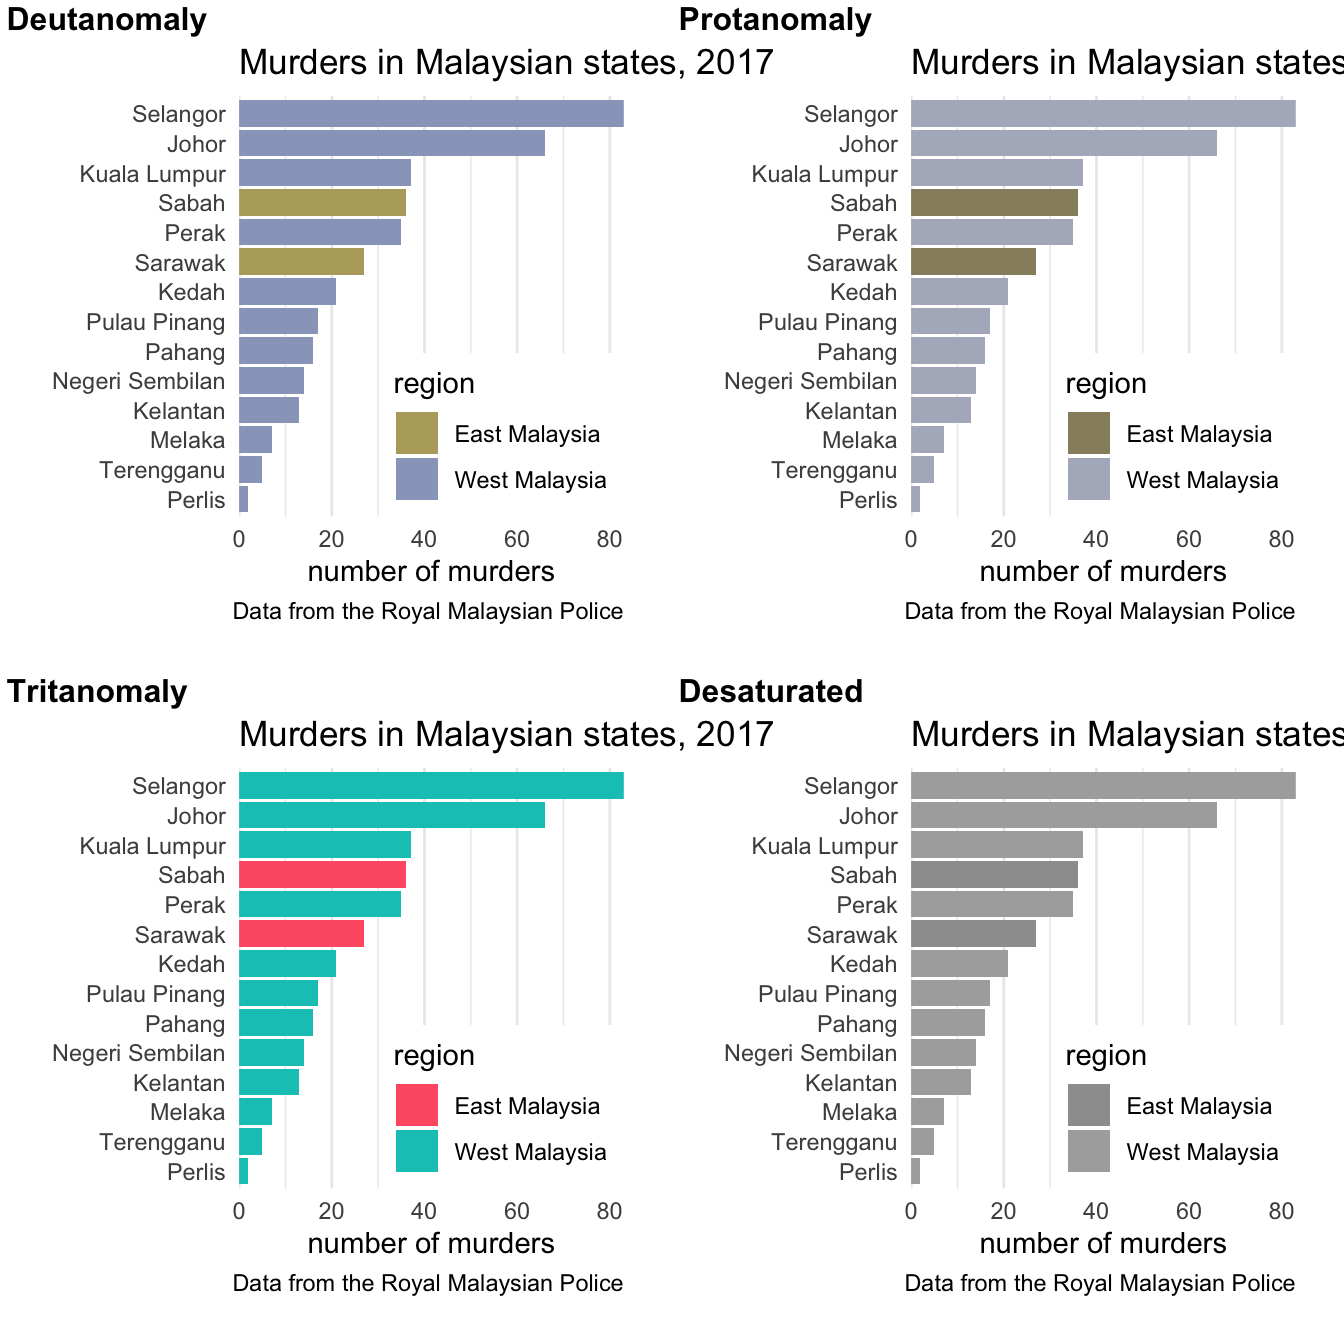 Deutanomaly
Murders in Malaysian states, 2017
Selangor
Johor
Kuala Lumpur
Sabah
Perak
Sarawak
Kedah
Pulau Pinang
Pahang
Negeri Sembilan
Kelantan
Melaka
Terengganu
Perlis
region
East Malaysia
West Malaysia
0 20 40 60 80
number of murders
Data from the Royal Malaysian Police
Protanomaly
Murders in Malaysian states
Selangor
Johor
Kuala Lumpur
Sabah
Perak
Sarawak
Kedah
Pulau Pinang
Pahang
Negeri Sembilan
Kelantan
Melaka
Terengganu
Perlis
region
East Malaysia
West Malaysia
0 20 40 60 80
number of murders
Data from the Royal Malaysian Police
Tritanomaly
Murders in Malaysian states, 2017
Selangor
Johor
Kuala Lumpur
Sabah
Perak
Sarawak
Kedah
Pulau Pinang
Pahang
Negeri Sembilan
Kelantan
Melaka
Terengganu
Perlis
region
East Malaysia
West Malaysia
0 20 40 60 80
number of murders
Data from the Royal Malaysian Police
Desaturated
Murders in Malaysian states
Selangor
Johor
Kuala Lumpur
Sabah
Perak
Sarawak
Kedah
Pulau Pinang
Pahang
Negeri Sembilan
Kelantan
Melaka
Terengganu
Perlis
region
East Malaysia
West Malaysia
0 20 40 60 80
number of murders
Data from the Royal Malaysian Police